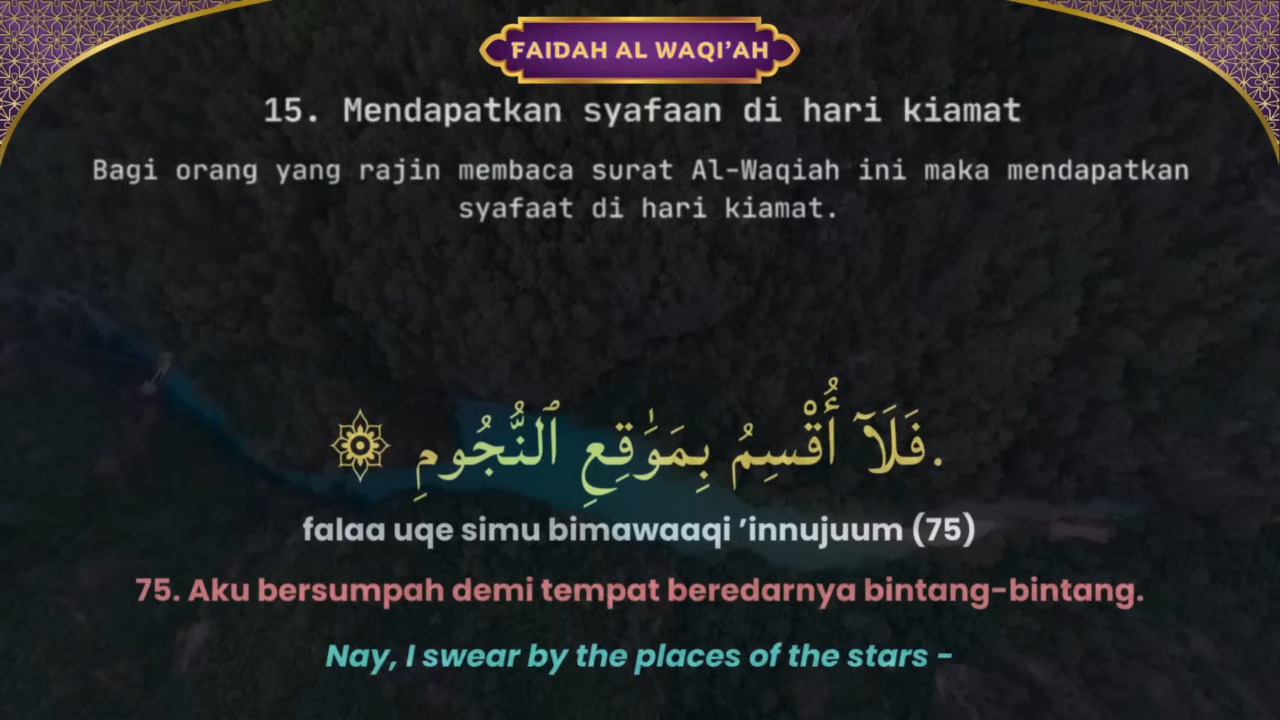 FAIDAH AL WAQI’AH
15. Mendapatkan syafaan di hari kiamat
Bagi orang yang rajin membaca surat Al-Waqiah ini maka mendapatkan
syafaat di hari kiamat.
.فَلَآ أُقْسِمُ بِمَوَٰقِعِ ٱلنُّجُومِ ۞
falaa uqe simu bimawaaqi ’innujuum (75)
75. Aku bersumpah demi tempat beredarnya bintang-bintang.
Nay, I swear by the places of the stars -